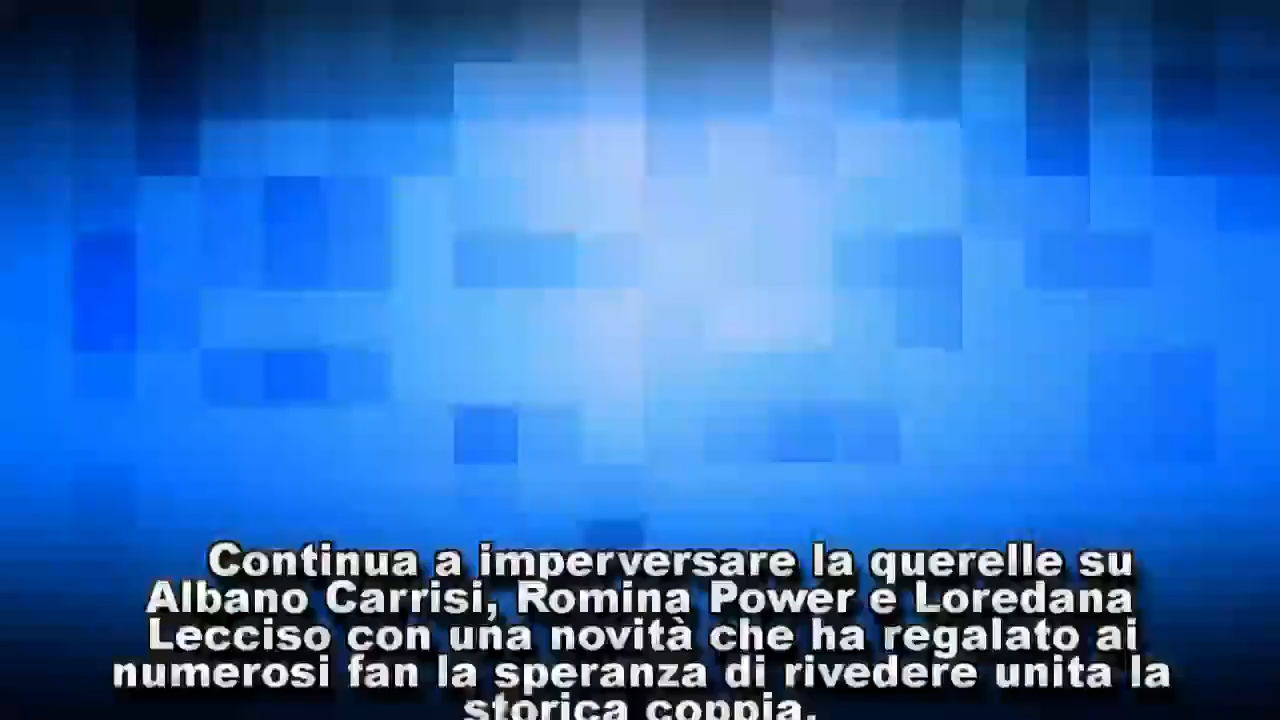 Continua a imperversare la querelle su
Albano Carrisi, Romina Power e Loredana
Lecciso con una novità che ha regalato ai
numerosi fan la speranza di rivedere unita la
storica coppia.